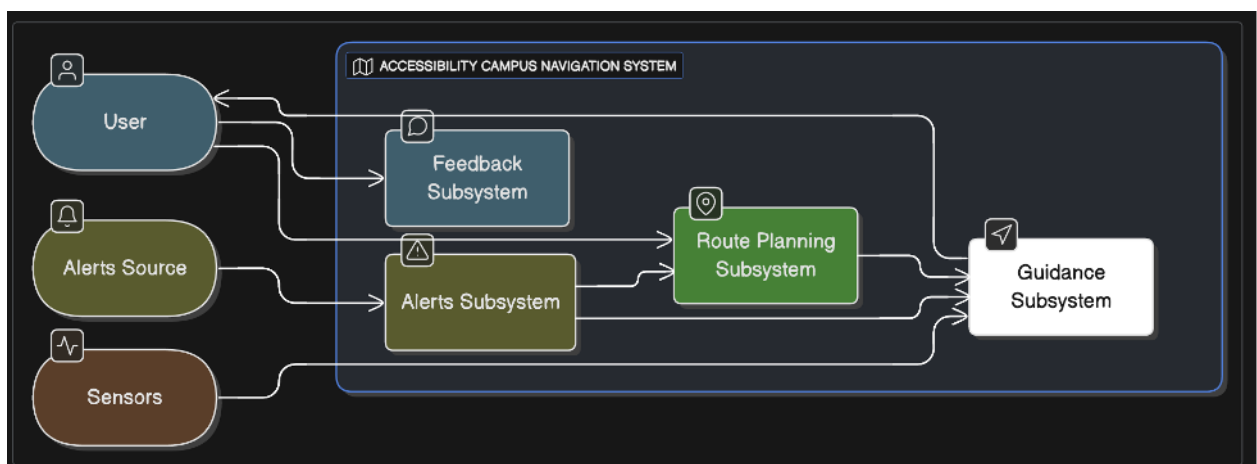 ACCESSIBILITY CAMPUS NAVIGATION SYSTEM
User
Feedback
Subsystem
Alerts Source
Alerts Subsystem
Route Planning
Subsystem
Guidance
Subsystem
Sensors